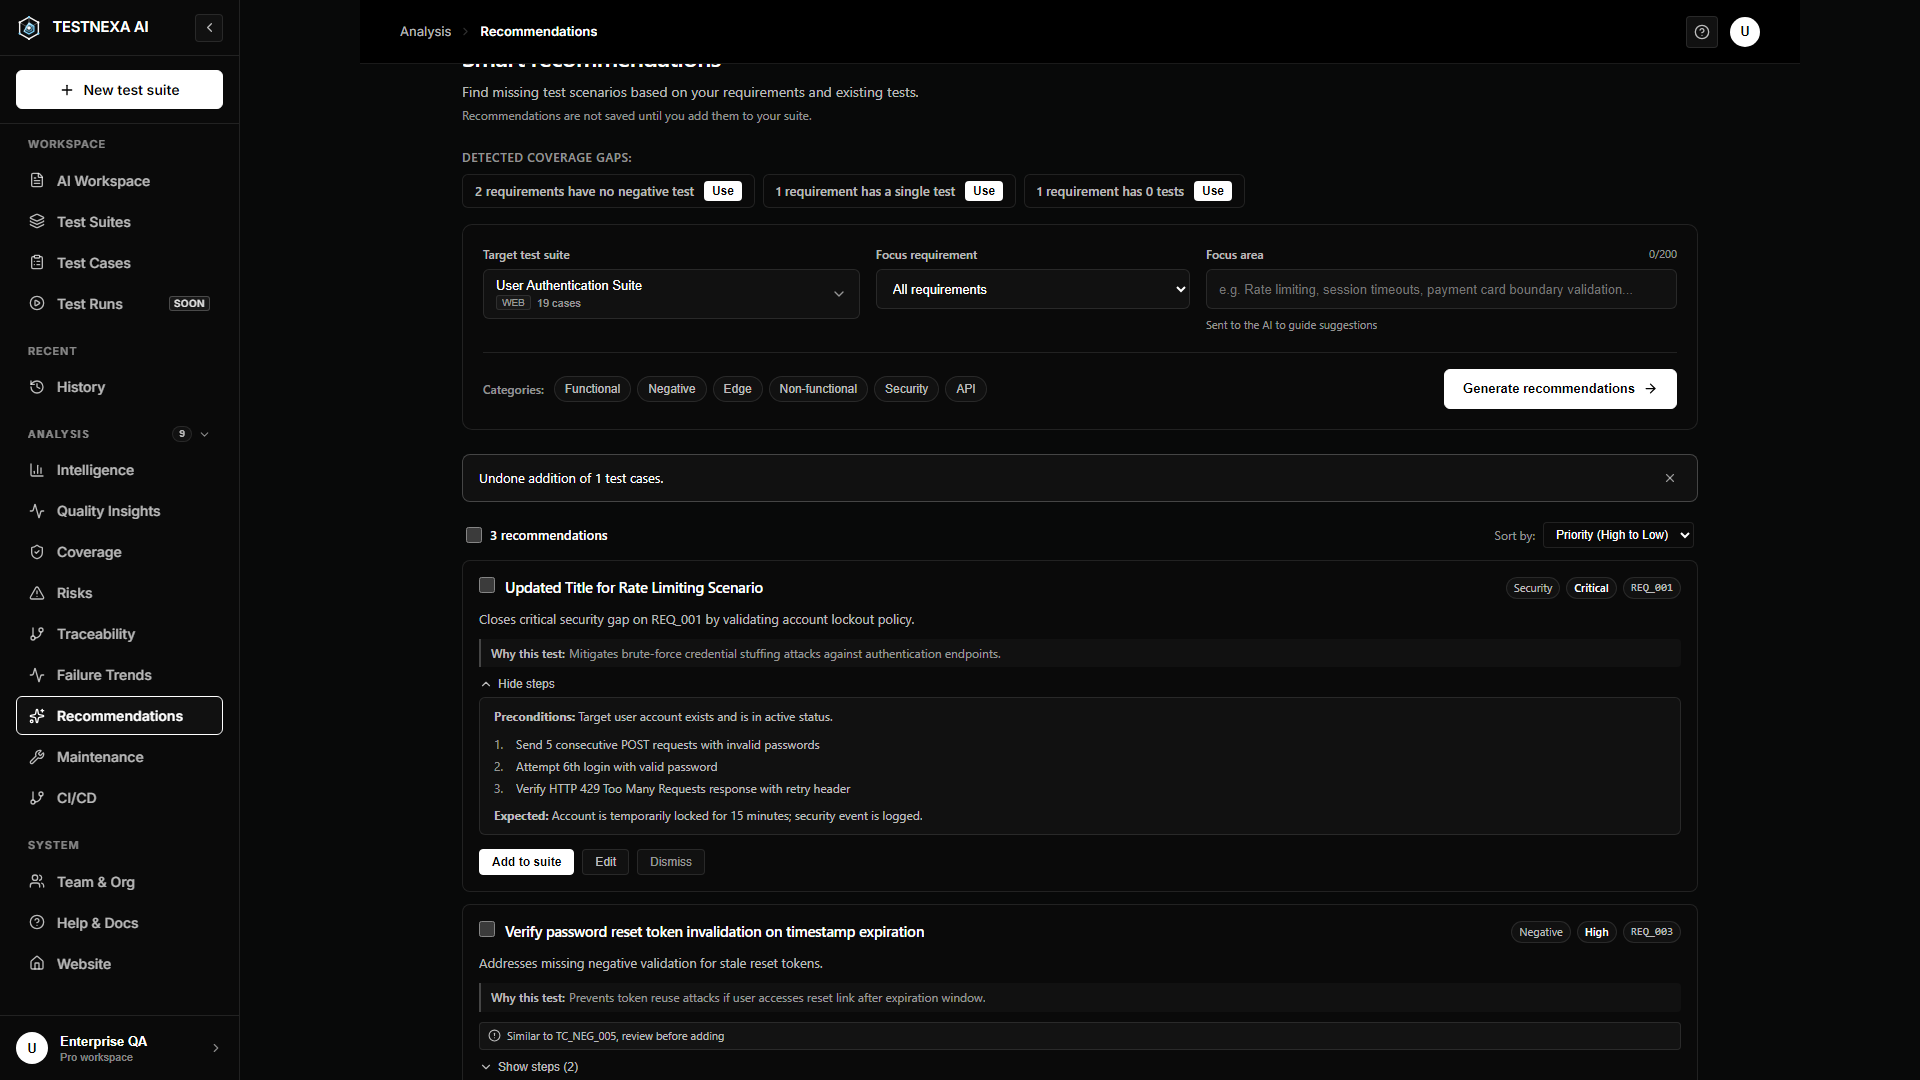 TESTNEXA AI
New test suite
WORKSPACE
AI Workspace
Test Suites
Test Cases
Test Runs SOON
RECENT
History
ANALYSIS 9
Intelligence
Quality Insights
Coverage
Risks
Traceability
Failure Trends
Recommendations
Maintenance
CI/CD
SYSTEM
Team & Org
Help & Docs
Website
U Enterprise QA
Pro workspace
Analysis Recommendations
U
Smart recommendations
Find missing test scenarios based on your requirements and existing tests.
Recommendations are not saved until you add them to your suite.
DETECTED COVERAGE GAPS:
2 requirements have no negative test Use
1 requirement has a single test Use
1 requirement has 0 tests Use
Target test suite
User Authentication Suite
WEB 19 cases
Focus requirement
All requirements
Focus area 0/200
e.g. Rate limiting, session timeouts, payment card boundary validation...
Sent to the AI to guide suggestions
Categories: Functional Negative Edge Non-functional Security API
Generate recommendations
Undone addition of 1 test cases.
3 recommendations
Sort by: Priority (High to Low)
Updated Title for Rate Limiting Scenario
Security Critical REQ_001
Closes critical security gap on REQ_001 by validating account lockout policy.
Why this test: Mitigates brute-force credential stuffing attacks against authentication endpoints.
Hide steps
Preconditions: Target user account exists and is in active status.
1. Send 5 consecutive POST requests with invalid passwords
2. Attempt 6th login with valid password
3. Verify HTTP 429 Too Many Requests response with retry header
Expected: Account is temporarily locked for 15 minutes; security event is logged.
Add to suite Edit Dismiss
Verify password reset token invalidation on timestamp expiration
Negative High REQ_003
Addresses missing negative validation for stale reset tokens.
Why this test: Prevents token reuse attacks if user accesses reset link after expiration window.
Similar to TC_NEG_005, review before adding
Show steps (2)